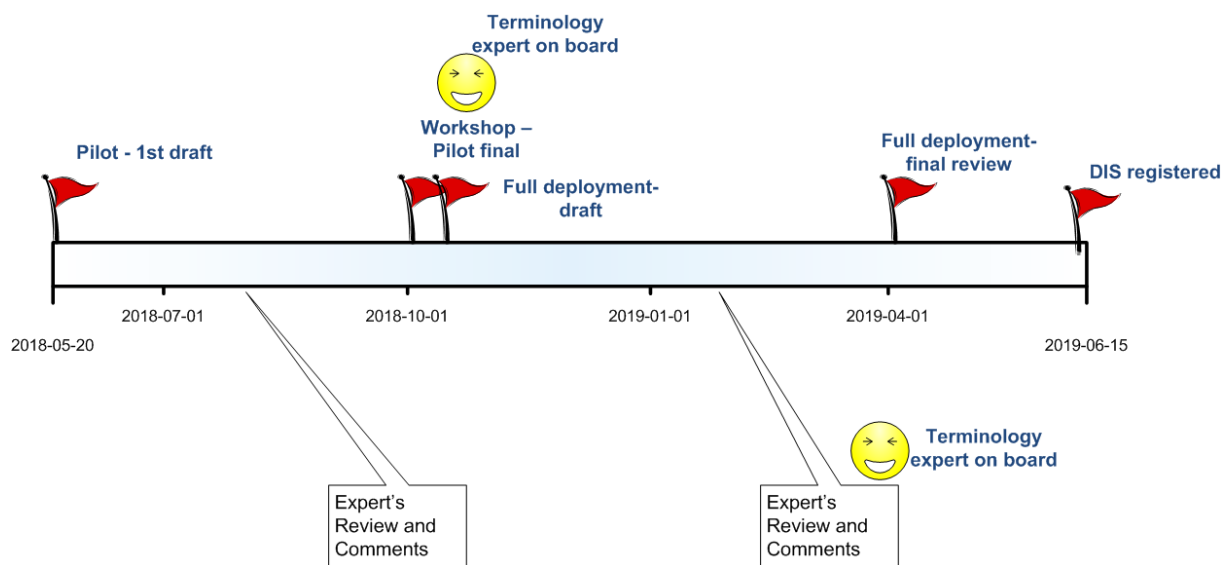 Terminology
expert on board
Workshop –
Pilot final
Pilot - 1st draft
Full deployment-
draft
Full deployment-
final review
DIS registered
2018-07-01
2018-10-01
2019-01-01
2019-04-01
2018-05-20
2019-06-15
Terminology
expert on board
Expert's
Review and
Comments
Expert's
Review and
Comments